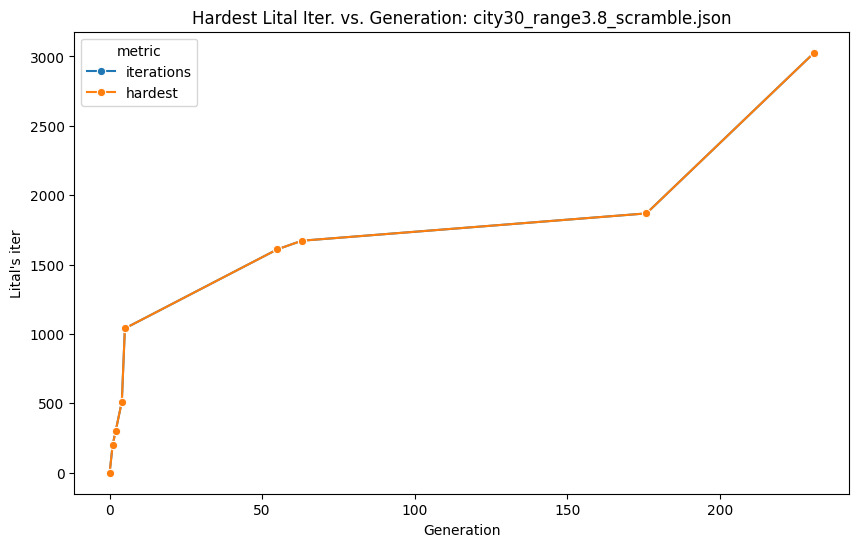 Hardest Lital Iter. vs. Generation: city30_range3.8_scramble.json
metric
iterations
hardest
3000
2500
2000
1500
1000
500
0
Lital's iter
0 50 100 150 200
Generation